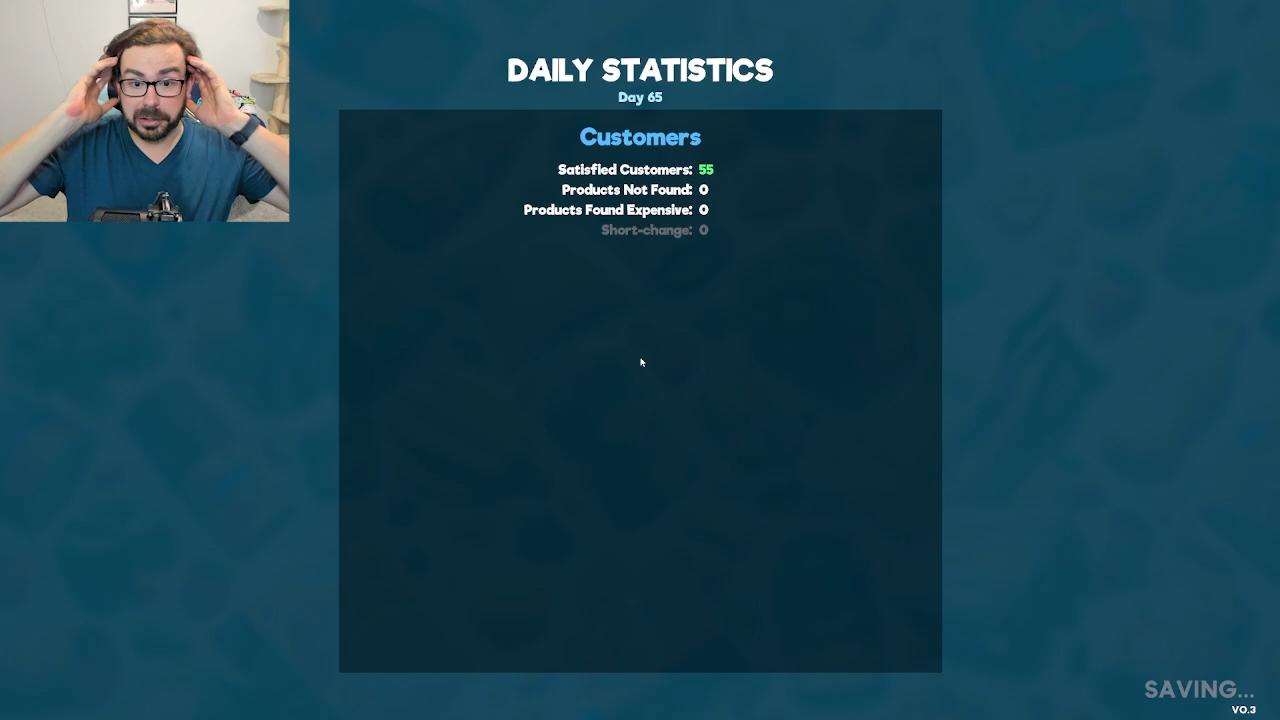 DAILY STATISTICS
Day 65
Customers
Satisfied Customers: 55
Products Not Found: 0
Products Found Expensive: 0
Short-change: 0
SAVING...
V0.3